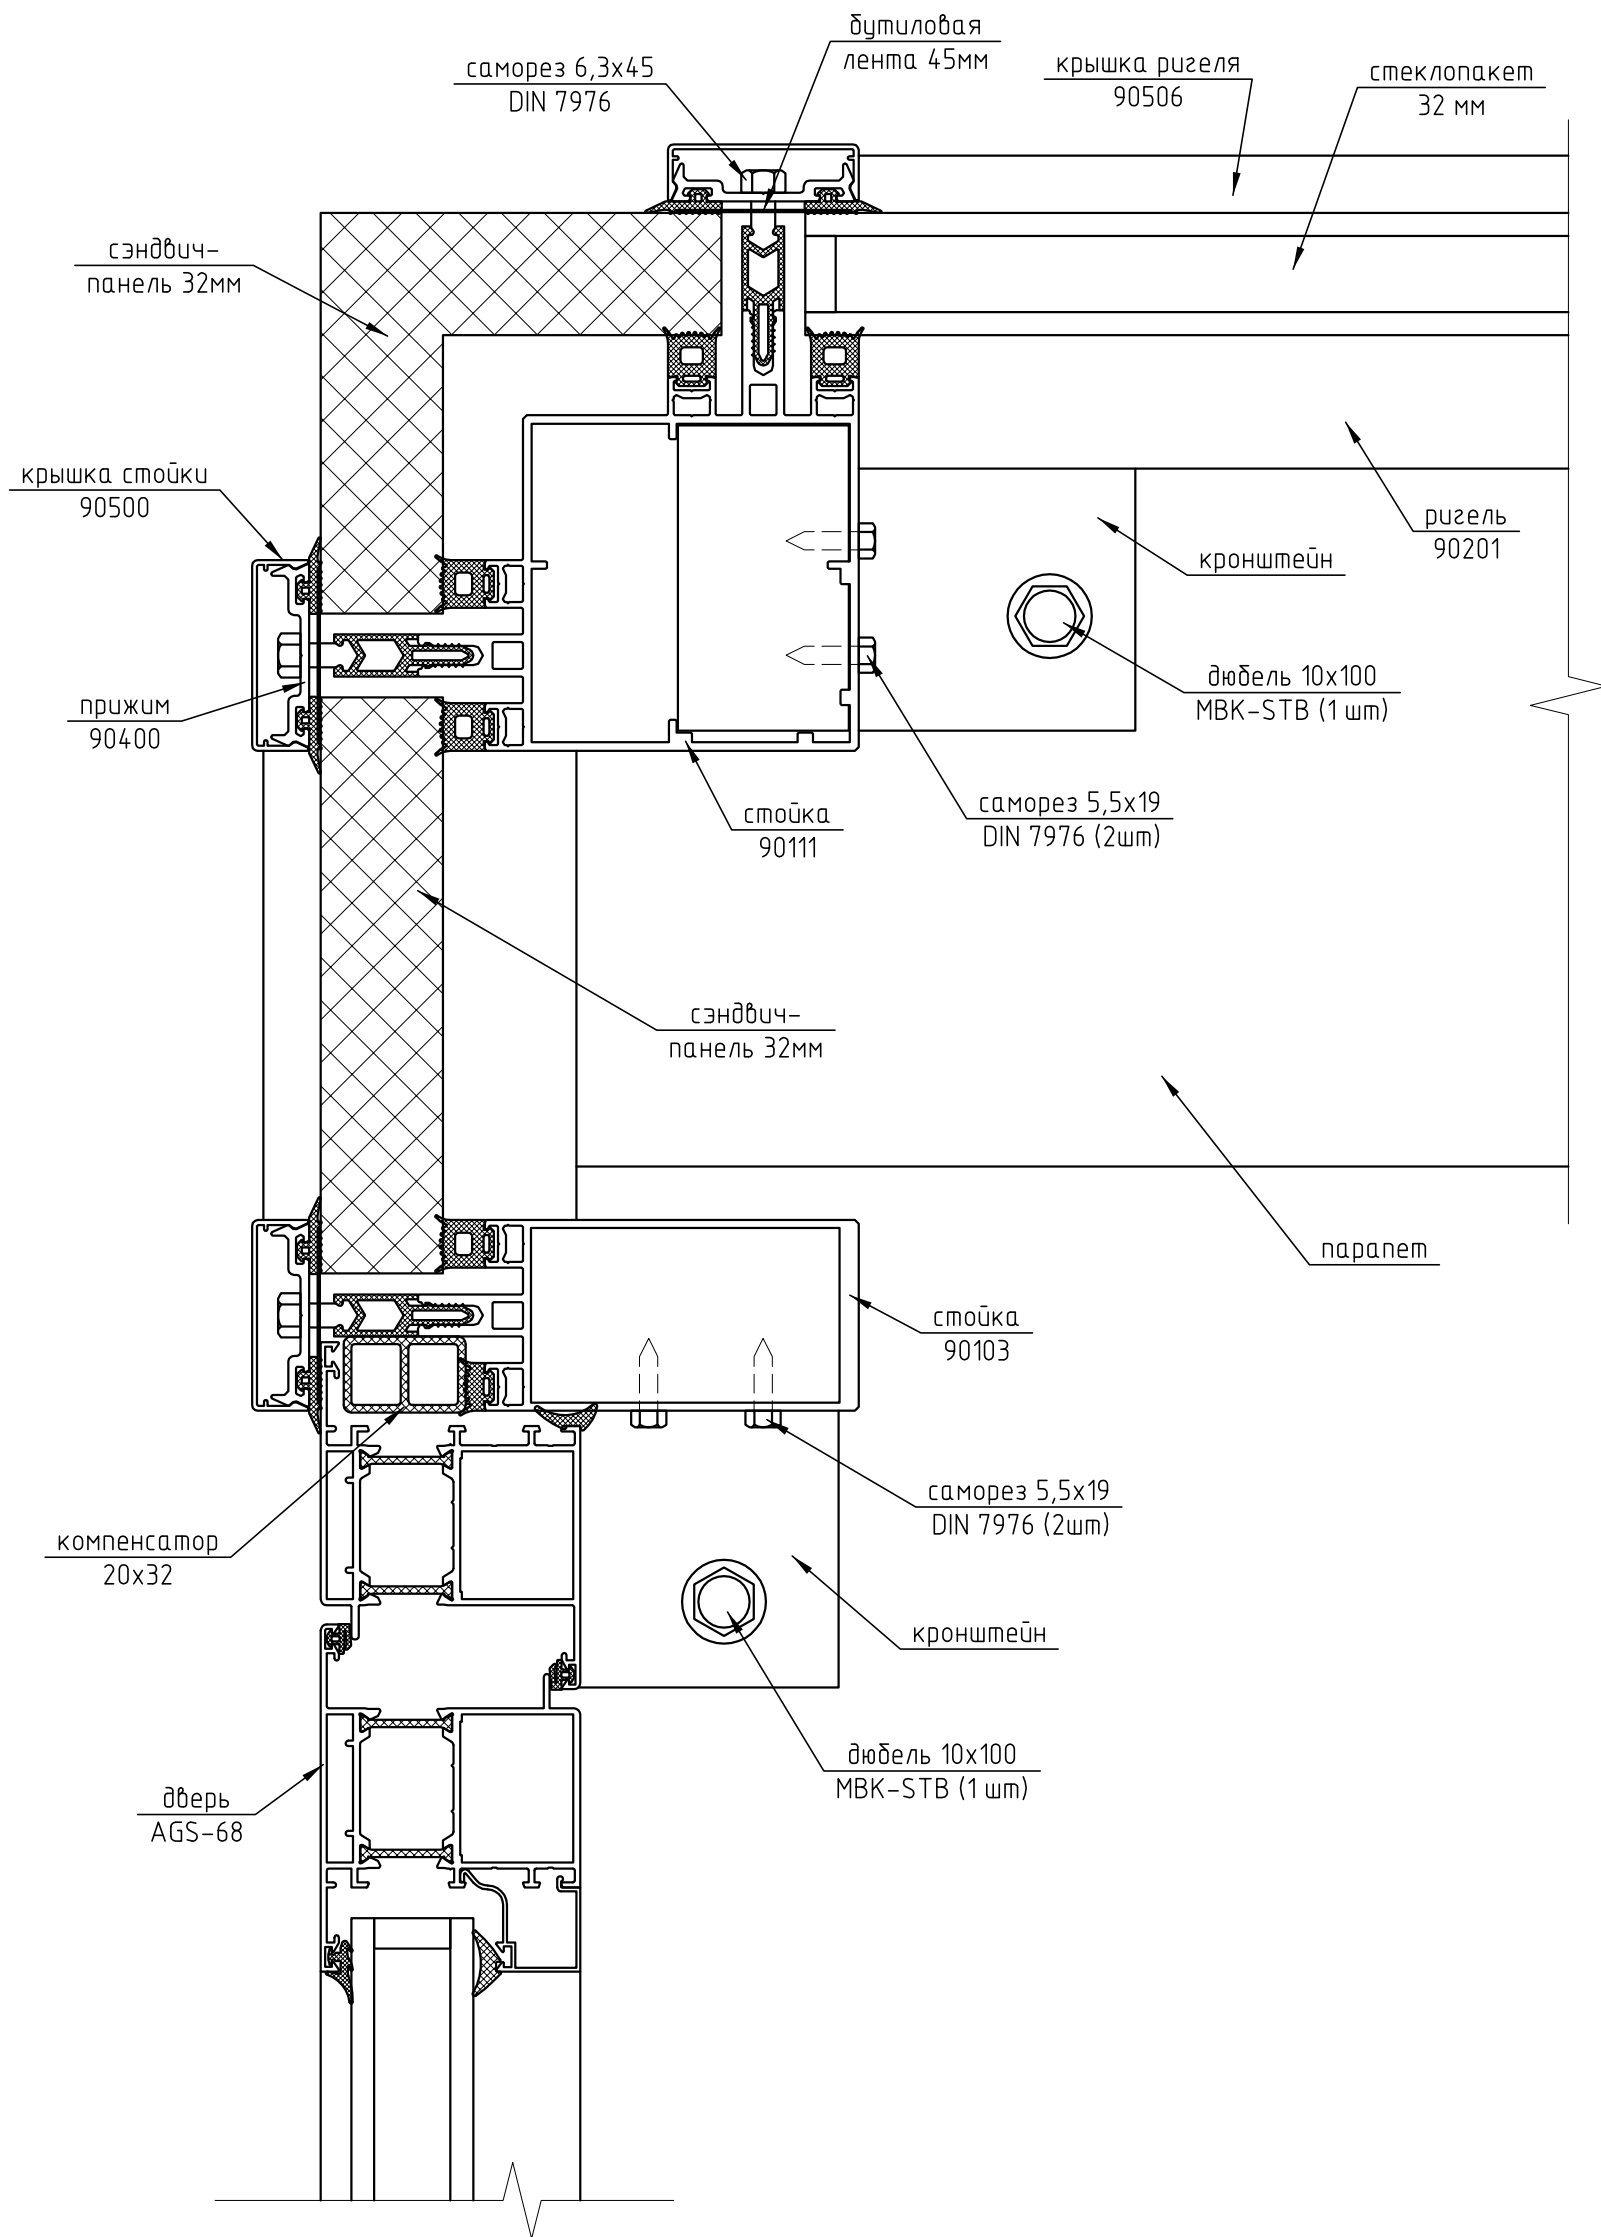 бутиловая
лента 45мм
саморез 6,3х45
DIN 7976
крышка ригеля
90506
стеклопакет
32 мм
сэндвич-
панель 32мм
крышка стойки
90500
ригель
90201
кронштейн
дюбель 10х100
МВК-STB (1 шт)
прижим
90400
саморез 5,5х19
DIN 7976 (2шт)
стойка
90111
сэндвич-
панель 32мм
парапет
стойка
90103
саморез 5,5х19
DIN 7976 (2шт)
компенсатор
20х32
кронштейн
дюбель 10х100
МВК-STB (1 шт)
дверь
AGS-68